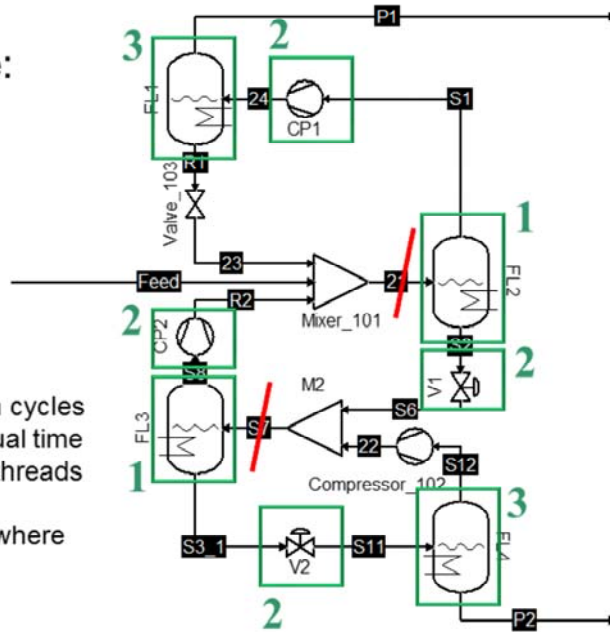 P1
e:
3
2
FL1
24
CP1
S1
R1
Valve_103
1
23
Feed
21
Mixer_101
FL2
R2
2
CP2
S2
S8
M2
V1
2
n cycles
ual time
threads
FL3
S7
S6
22
S12
Compressor_102
1
3
where
S3_1
V2
S11
FL4
2
P2